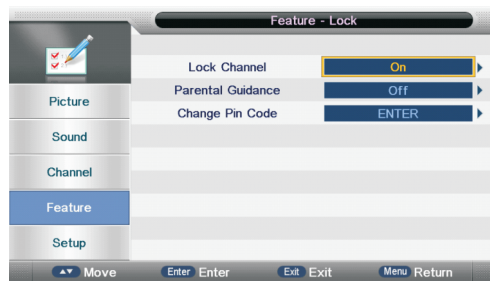 Feature - Lock
Lock Channel On
Parental Guidance Off
Change Pin Code ENTER
Picture
Sound
Channel
Feature
Setup
Move Enter Enter Exit Exit Menu Return